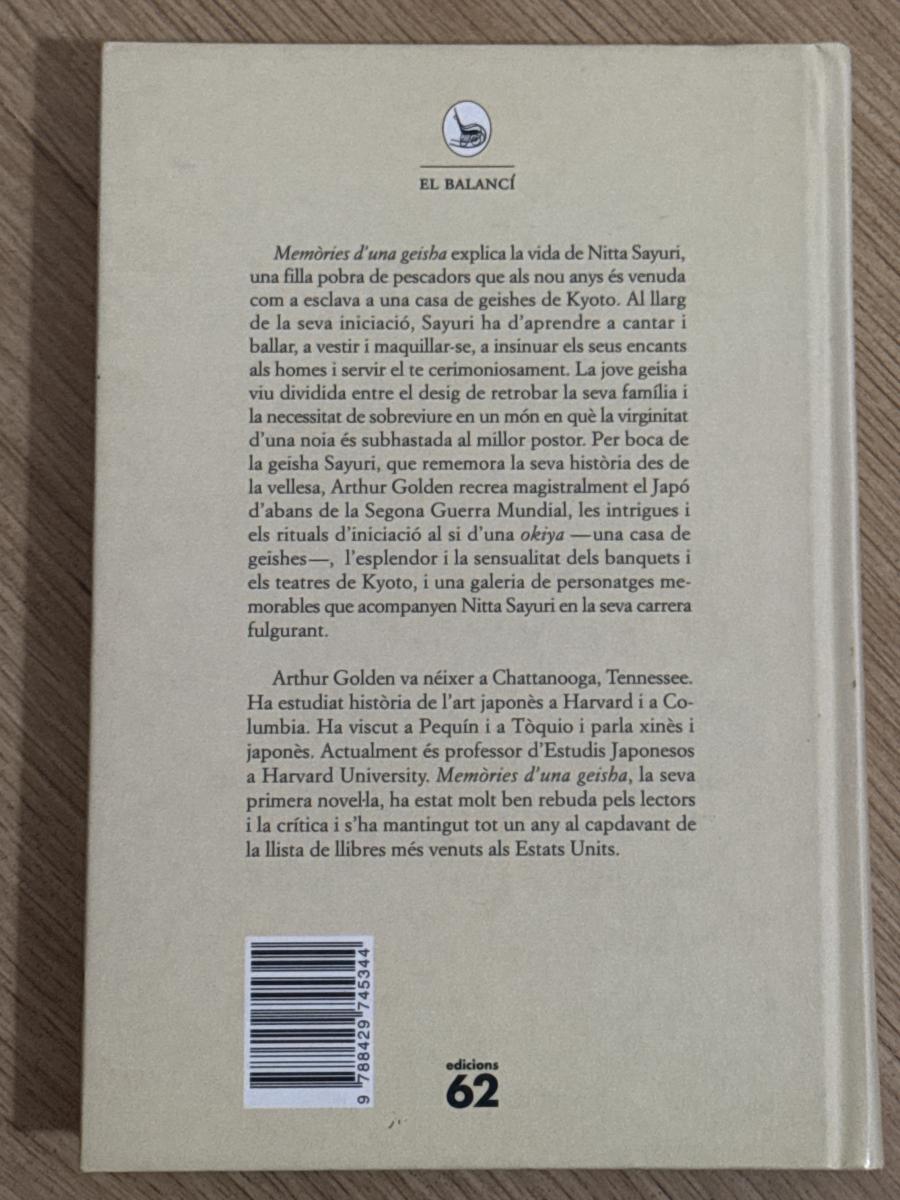 EL BALANCÍ
Memòries d'una geisha explica la vida de Nitta Sayuri,
una filla pobra de pescadors que als nou anys és venuda
com a esclava a una casa de geishes de Kyoto. Al llarg
de la seva iniciació, Sayuri ha d'aprendre a cantar i
ballar, a vestir i maquillar-se, a insinuar els seus encants
als homes i servir el te cerimoniosament. La jove geisha
viu dividida entre el desig de retrobar la seva família i
la necessitat de sobreviure en un món en què la virginitat
d'una noia és subhastada al millor postor. Per boca de
la geisha Sayuri, que rememora la seva història des de
la vellesa, Arthur Golden recrea magistralment el Japó
d'abans de la Segona Guerra Mundial, les intrigues i
els rituals d'iniciació al si d'una okiya —una casa de
geishes—, l'esplendor i la sensualitat dels banquets i
els teatres de Kyoto, i una galeria de personatges me-
morables que acompanyen Nitta Sayuri en la seva carrera
fulgurant.
Arthur Golden va néixer a Chattanooga, Tennessee.
Ha estudiat història de l'art japonès a Harvard i a Co-
lumbia. Ha viscut a Pequín i a Tòquio i parla xinès i
japonès. Actualment és professor d'Estudis Japonesos
a Harvard University. Memòries d'una geisha, la seva
primera novel·la, ha estat molt ben rebuda pels lectors
i la crítica i s'ha mantingut tot un any al capdavant de
la llista de llibres més venuts als Estats Units.
9 788429 745344
edicions
62